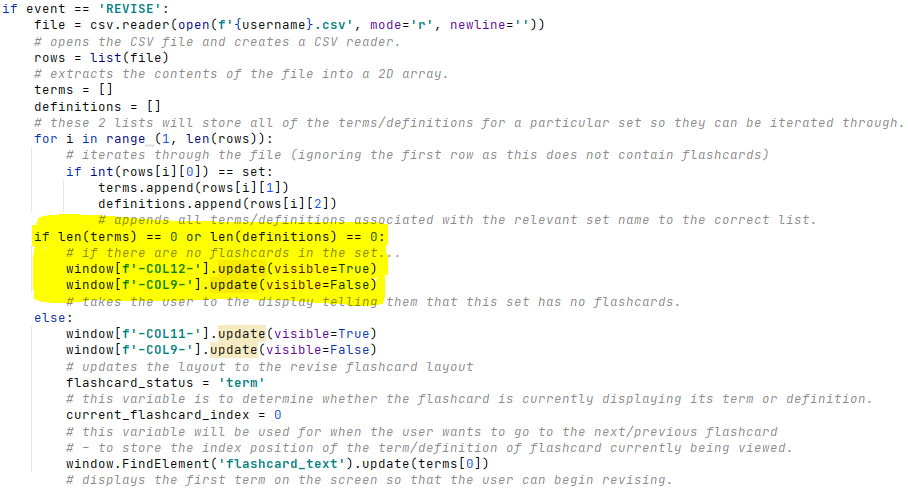 if event == 'REVISE':
    file = csv.reader(open(f'{username}.csv', mode='r', newline=''))
    # opens the CSV file and creates a CSV reader.
    rows = list(file)
    # extracts the contents of the file into a 2D array.
    terms = []
    definitions = []
    # these 2 lists will store all of the terms/definitions for a particular set so they can be iterated through.
    for i in range (1, len(rows)):
        # iterates through the file (ignoring the first row as this does not contain flashcards)
        if int(rows[i][0]) == set:
            terms.append(rows[i][1])
            definitions.append(rows[i][2])
            # appends all terms/definitions associated with the relevant set name to the correct list.
    if len(terms) == 0 or len(definitions) == 0:
        # if there are no flashcards in the set...
        window[f'-COL12-'].update(visible=True)
        window[f'-COL9-'].update(visible=False)
        # takes the user to the display telling them that this set has no flashcards.
    else:
        window[f'-COL11-'].update(visible=True)
        window[f'-COL9-'].update(visible=False)
        # updates the layout to the revise flashcard layout
        flashcard_status = 'term'
        # this variable is to determine whether the flashcard is currently displaying its term or definition.
        current_flashcard_index = 0
        # this variable will be used for when the user wants to go to the next/previous flashcard
        # - to store the index position of the term/definition of flashcard currently being viewed.
        window.FindElement('flashcard_text').update(terms[0])
        # displays the first term on the screen so that the user can begin revising.